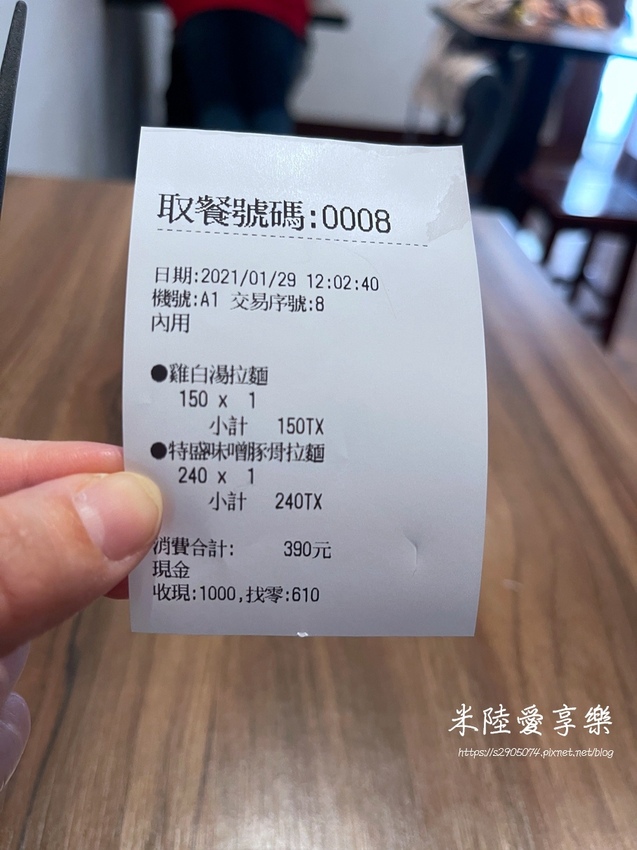 取餐號碼:0008
日期:2021/01/29 12:02:40
機號:A1 交易序號:8
內用
●雞白湯拉麵
150 x 1
小計 150TX
●特盛味噌豚骨拉麵
240 x 1
小計 240TX
消費合計: 390元
現金
收現:1000,找零:610
米陸愛享樂
https://s2905074.pixnet.net/blog